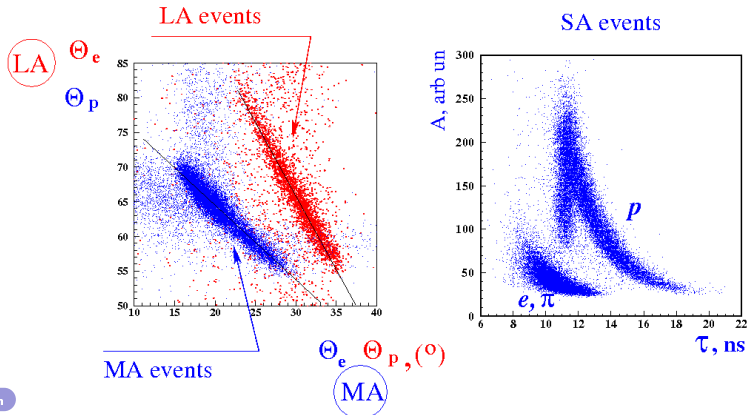 LA events
SA events
LA
Θe
Θp
85
80
75
70
65
60
55
50
10 15 20 25 30 35 40
MA events
Θe Θp, (o)
MA
A, arb un
300
250
200
150
100
50
0
p
e, π
6 8 10 12 14 16 18 20 22
τ, ns